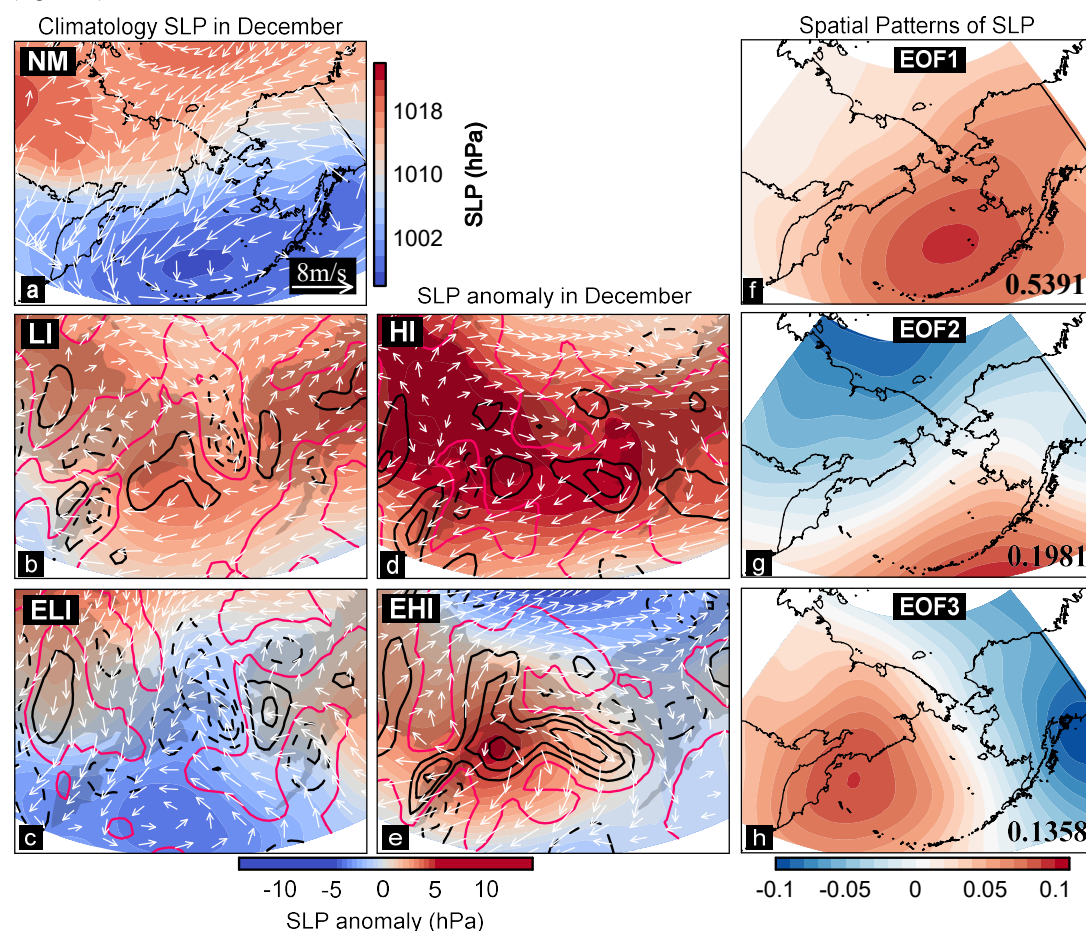 Climatology SLP in December
Spatial Patterns of SLP
NM
1018
1010
1002
SLP (hPa)
8m/s
a
EOF1
0.5391
f
SLP anomaly in December
LI
b
HI
d
EOF2
0.1981
g
ELI
c
EHI
e
EOF3
0.1358
h
-10 -5 0 5 10
SLP anomaly (hPa)
-0.1 -0.05 0 0.05 0.1